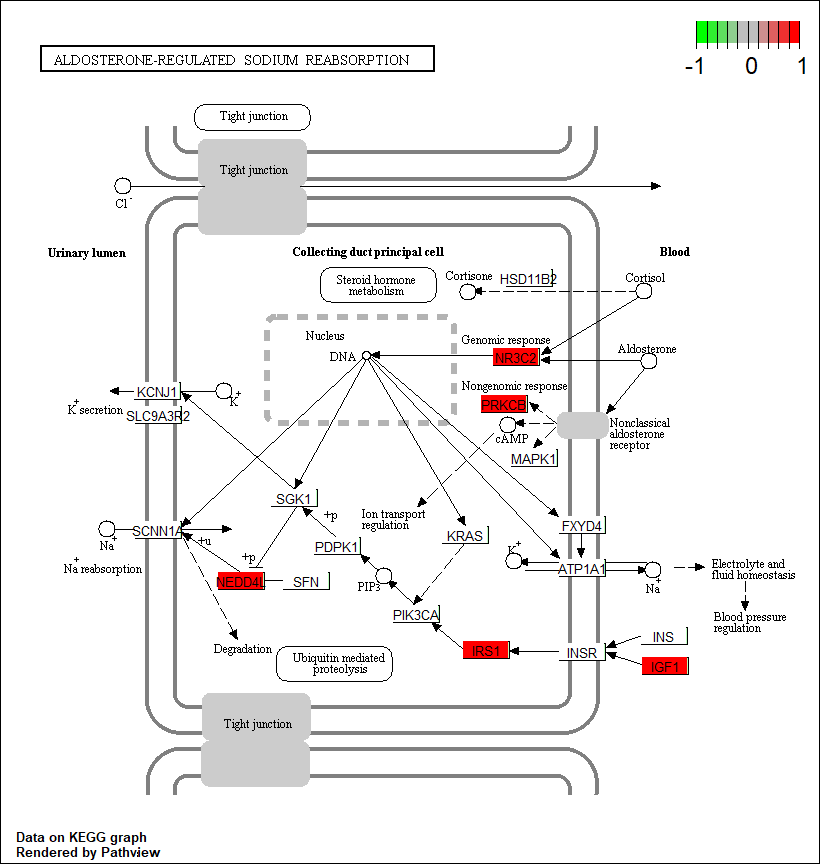 -1 0 1
ALDOSTERONE-REGULATED SODIUM REABSORPTION
Tight junction
Tight junction
Cl-
Urinary lumen
Collecting duct principal cell
Blood
Steroid hormone
metabolism
Cortisone
HSD11B2
Cortisol
Nucleus
DNA
Genomic response
NR3C2
Aldosterone
Nongenomic response
PRKCB
KCNJ1
K+
K+ secretion
SLC9A3R2
cAMP
Nonclassical
aldosterone
receptor
MAPK1
SGK1
Ion transport
regulation
+p
FXYD4
SCNN1A
Na+
+u
KRAS
PDPK1
K+
+p
ATP1A1
Na+
Electrolyte and
fluid homeostasis
Na+ reabsorption
NEDD4L
SFN
PIP3
PIK3CA
Blood pressure
regulation
Degradation
Ubiquitin mediated
proteolysis
IRS1
INSR
INS
IGF1
Tight junction
Data on KEGG graph
Rendered by Pathview